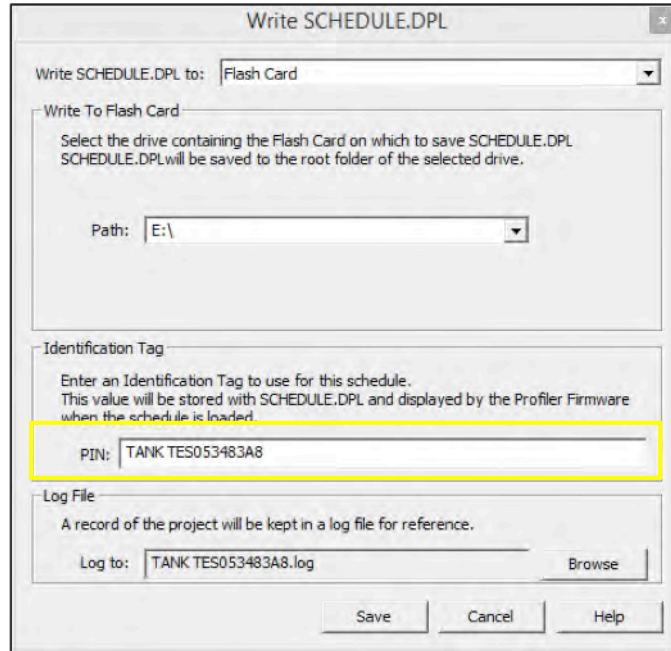 Write SCHEDULE.DPL
x
Write SCHEDULE.DPL to: Flash Card
Write To Flash Card
Select the drive containing the Flash Card on which to save SCHEDULE.DPL
SCHEDULE.DPLwill be saved to the root folder of the selected drive.
Path: E:\
Identification Tag
Enter an Identification Tag to use for this schedule.
This value will be stored with SCHEDULE.DPL and displayed by the Profiler Firmware
when the schedule is loaded.
PIN: TANK TES053483A8
Log File
A record of the project will be kept in a log file for reference.
Log to: TANK TES053483A8.log Browse
Save Cancel Help